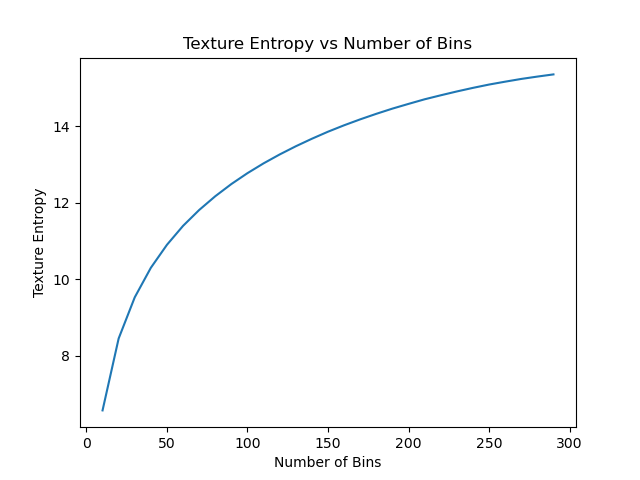 Texture Entropy vs Number of Bins
14
12
10
8
Texture Entropy
0 50 100 150 200 250 300
Number of Bins